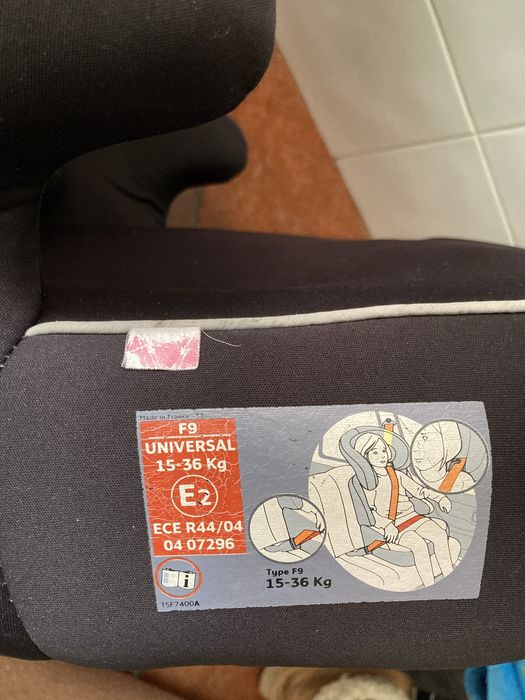 Made in France
F9
UNIVERSAL
15-36 Kg
E2
ECE R44/04
04 07296
i
TSF7400A
Type F9
15-36 Kg